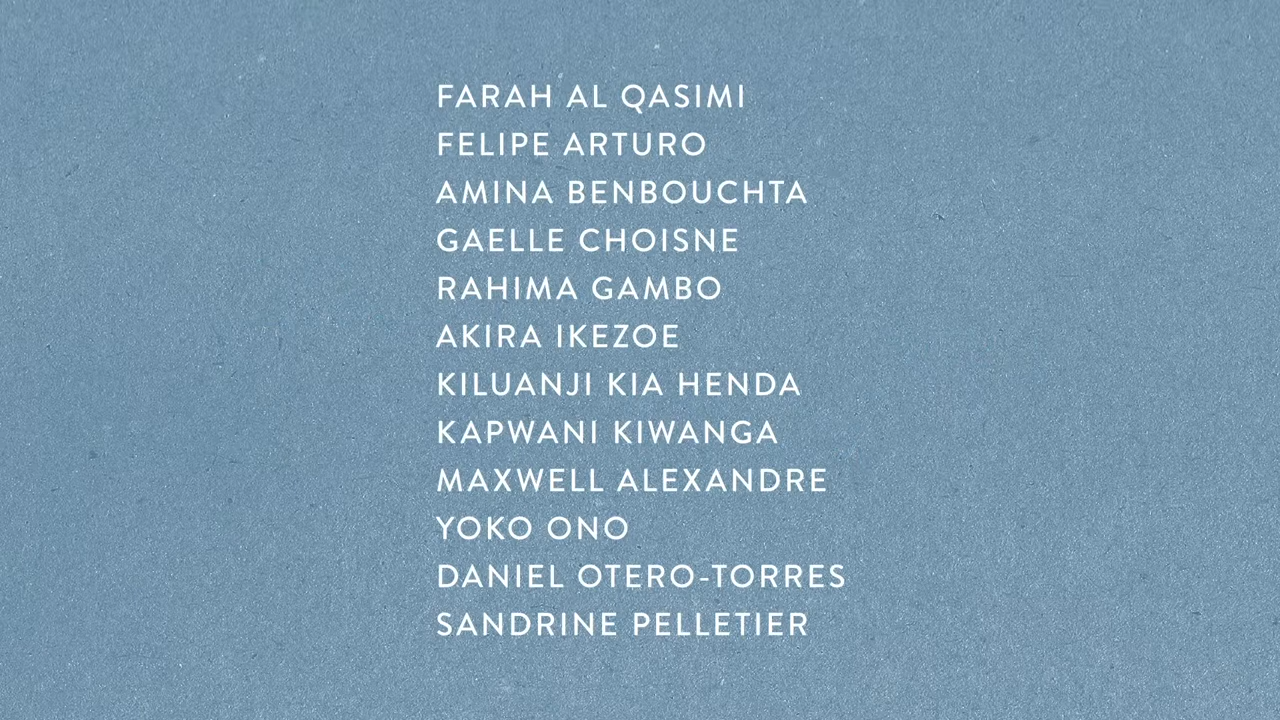 FARAH AL QASIMI
FELIPE ARTURO
AMINA BENBOUCHTA
GAELLE CHOISNE
RAHIMA GAMBO
AKIRA IKEZOE
KILUANJI KIA HENDA
KAPWANI KIWANGA
MAXWELL ALEXANDRE
YOKO ONO
DANIEL OTERO-TORRES
SANDRINE PELLETIER